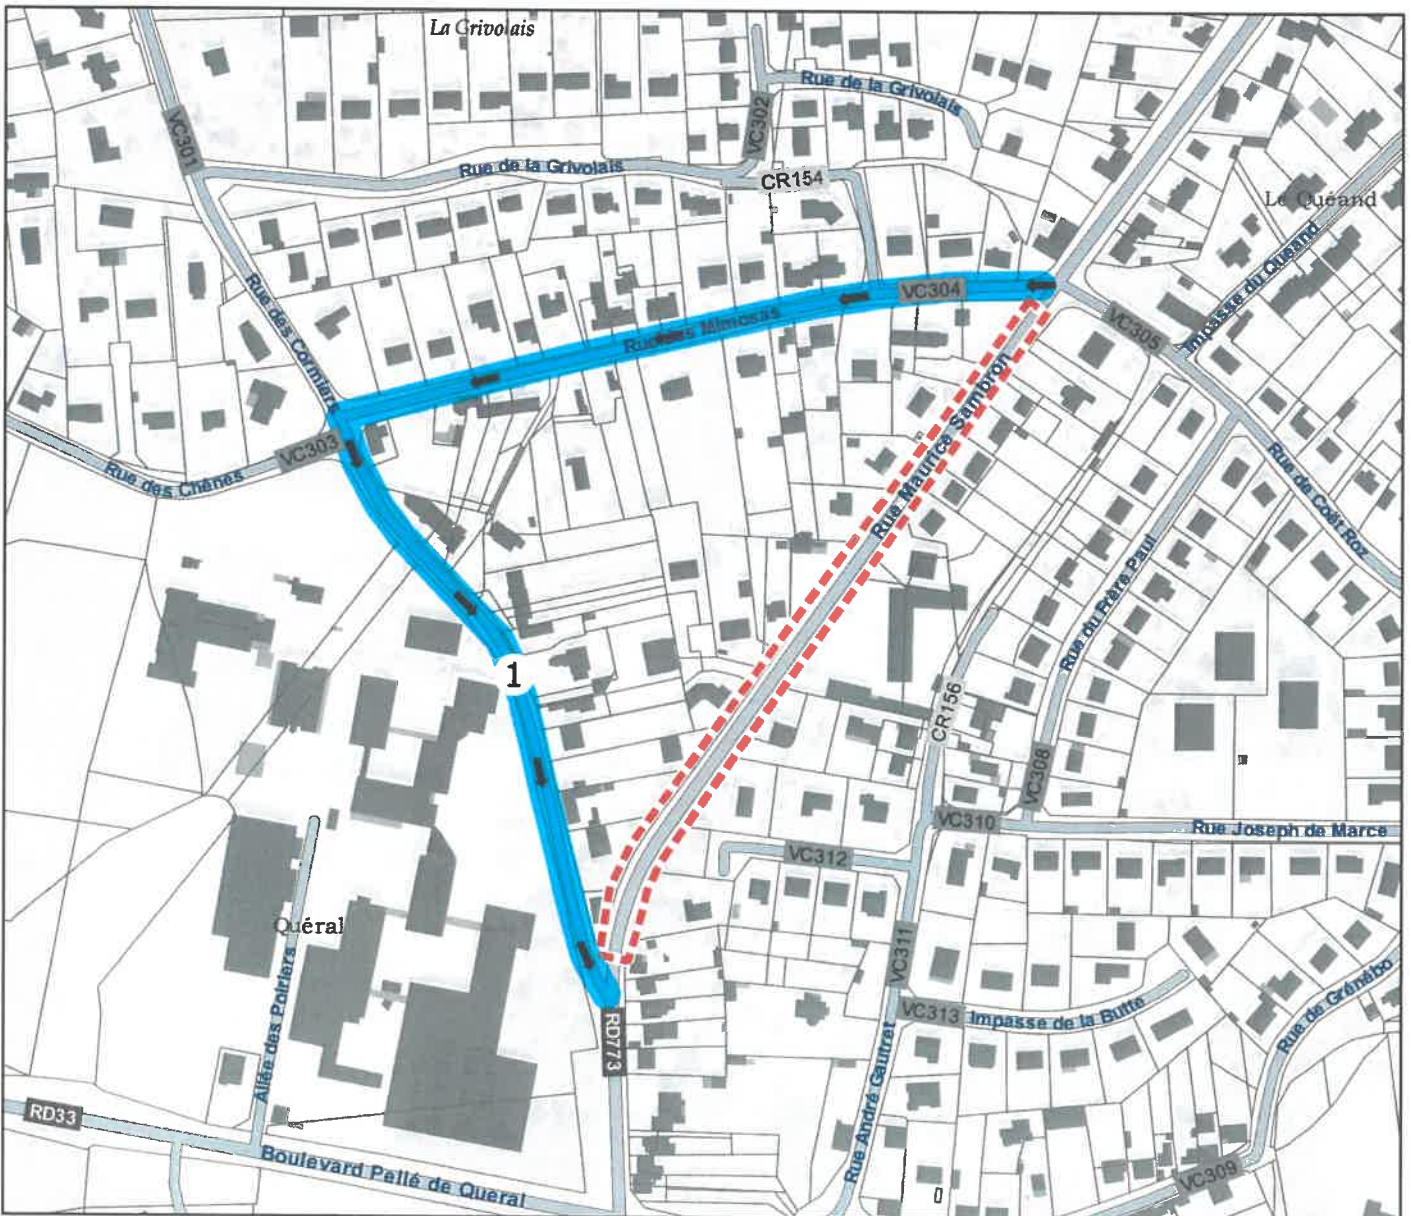 La Grivolais
Rue de la Grivolais
VC302
VC301
Rue de la Grivolais
CR154
Le Quéand
Impasse du Quéand
VC304
VC305
Rue des Mimosas
Rue des Cormiers
Rue Maurice Sambron
VC303
Rue des Chênes
Rue de Coët Roz
Rue du Frère Paul
1
CR156
VC308
VC310
Rue Joseph de Marce
VC312
Quéral
VC311
Allée des Poiriers
VC313
Impasse de la Butte
Rue de Grénébo
RD773
Rue André Gautret
RD33
Boulevard Pellé de Quéral
VC309